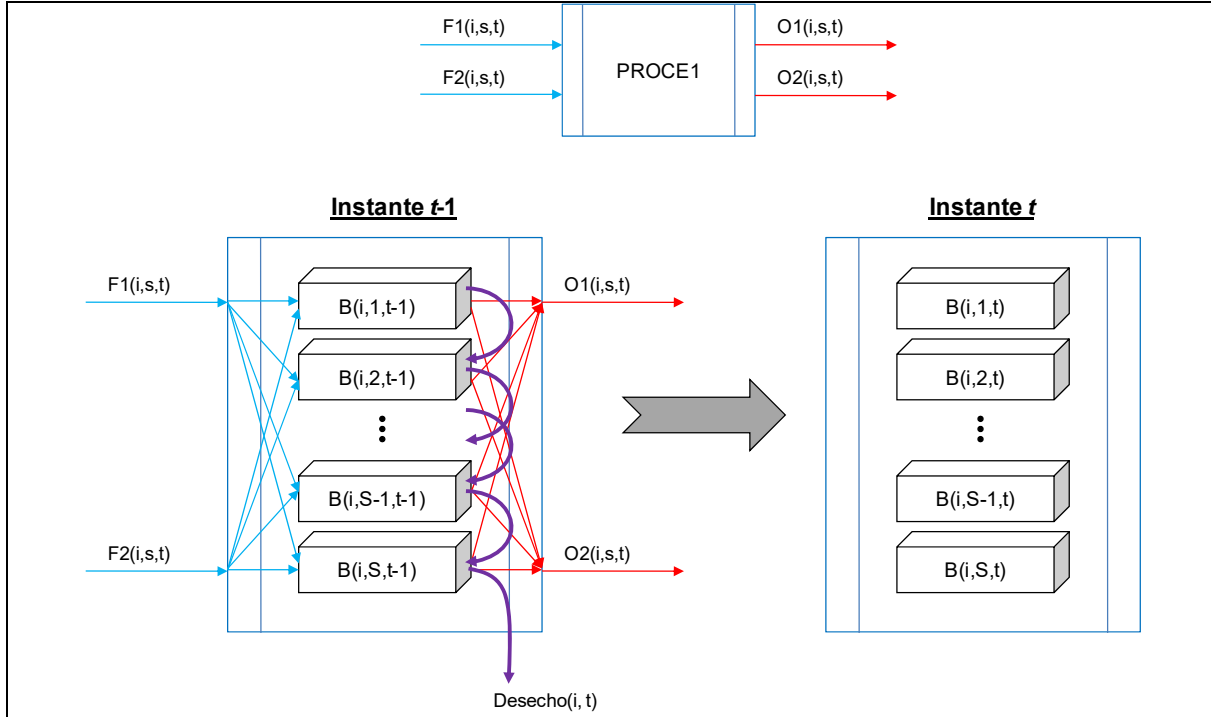 F1(i,s,t)
O1(i,s,t)
PROCE1
F2(i,s,t)
O2(i,s,t)
Instante t-1
Instante t
F1(i,s,t)
B(i,1,t-1)
O1(i,s,t)
B(i,1,t)
B(i,2,t-1)
B(i,2,t)
B(i,S-1,t-1)
B(i,S-1,t)
F2(i,s,t)
B(i,S,t-1)
O2(i,s,t)
B(i,S,t)
Desecho(i, t)